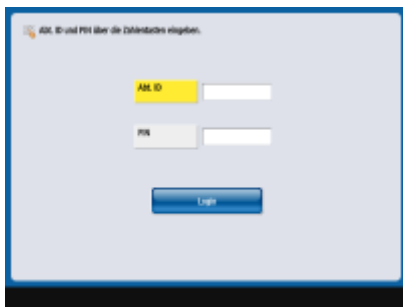 Abt. ID und PIN über die Zahlentasten eingeben.
Abt. ID
PIN
Login